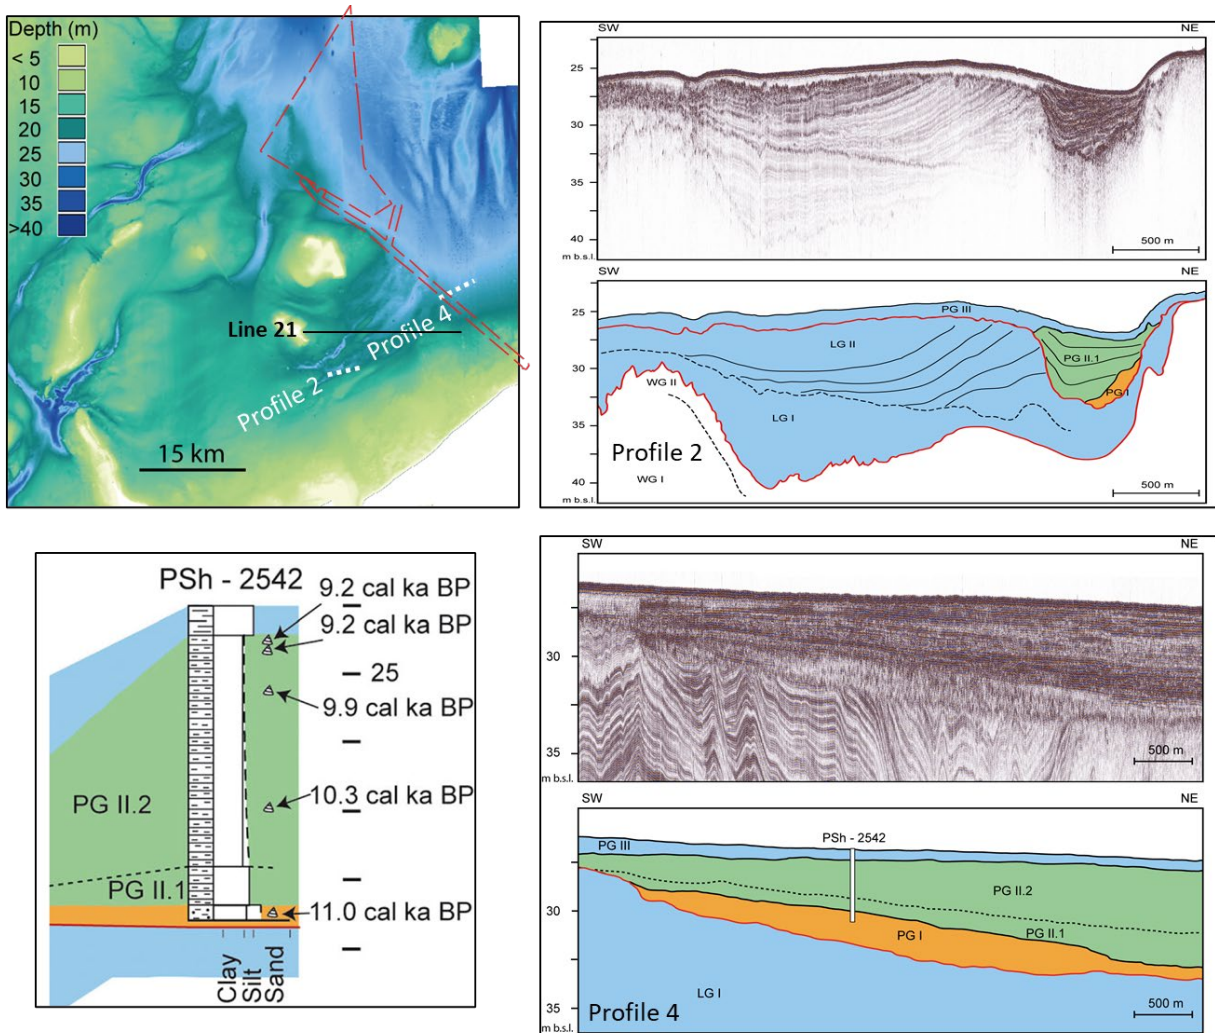 Depth (m)
< 5
10
15
20
25
30
35
>40
Line 21
Profile 4
Profile 2
15 km
SW
NE
25
30
35
40
m b.s.l.
500 m
SW
NE
25
30
35
40
m b.s.l.
PG III
LG II
PG II.1
WG II
PG I
LG I
WG I
Profile 2
500 m
PSh - 2542
9.2 cal ka BP
9.2 cal ka BP
25
9.9 cal ka BP
10.3 cal ka BP
PG II.2
PG II.1
11.0 cal ka BP
Clay
Silt
Sand
SW
NE
30
35
m b.s.l.
500 m
SW
NE
PSh - 2542
PG III
PG II.2
30
PG II.1
PG I
LG I
35
m b.s.l.
Profile 4
500 m